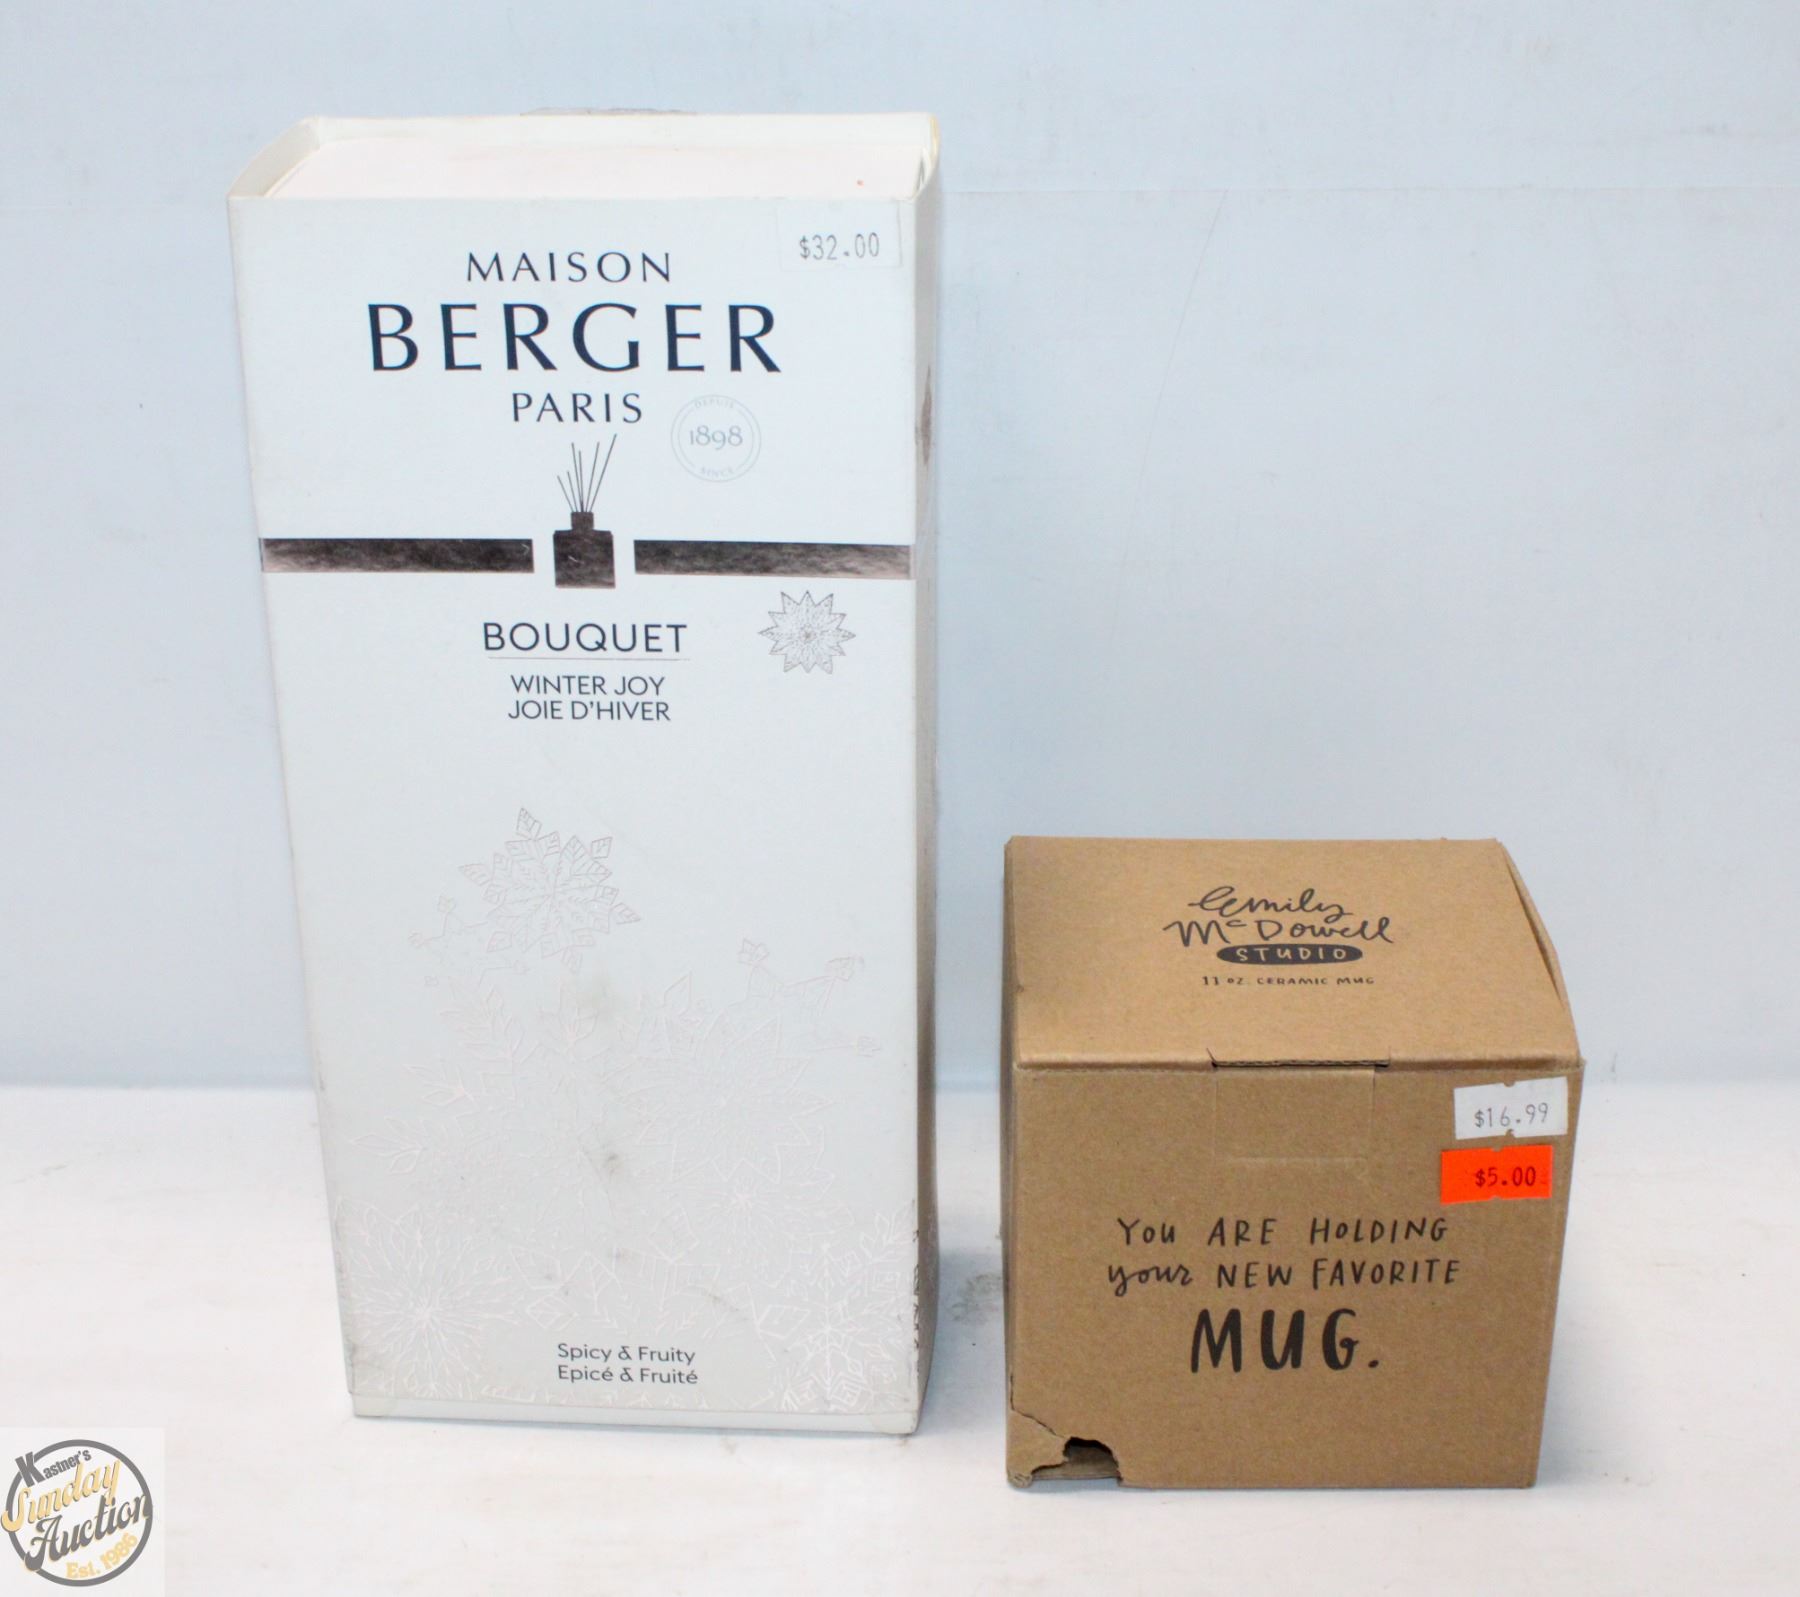 $32.00
MAISON
BERGER
PARIS
DEPUIS
1898
SINCE
BOUQUET
WINTER JOY
JOIE D'HIVER
Spicy & Fruity
Epicé & Fruité
Emily
McDowell
STUDIO
11 oz. CERAMIC MUG
$16.99
$5.00
You ARE HOLDING
your NEW FAVORITE
MUG.
Kastner's
Sunday
Auction
Est. 1986